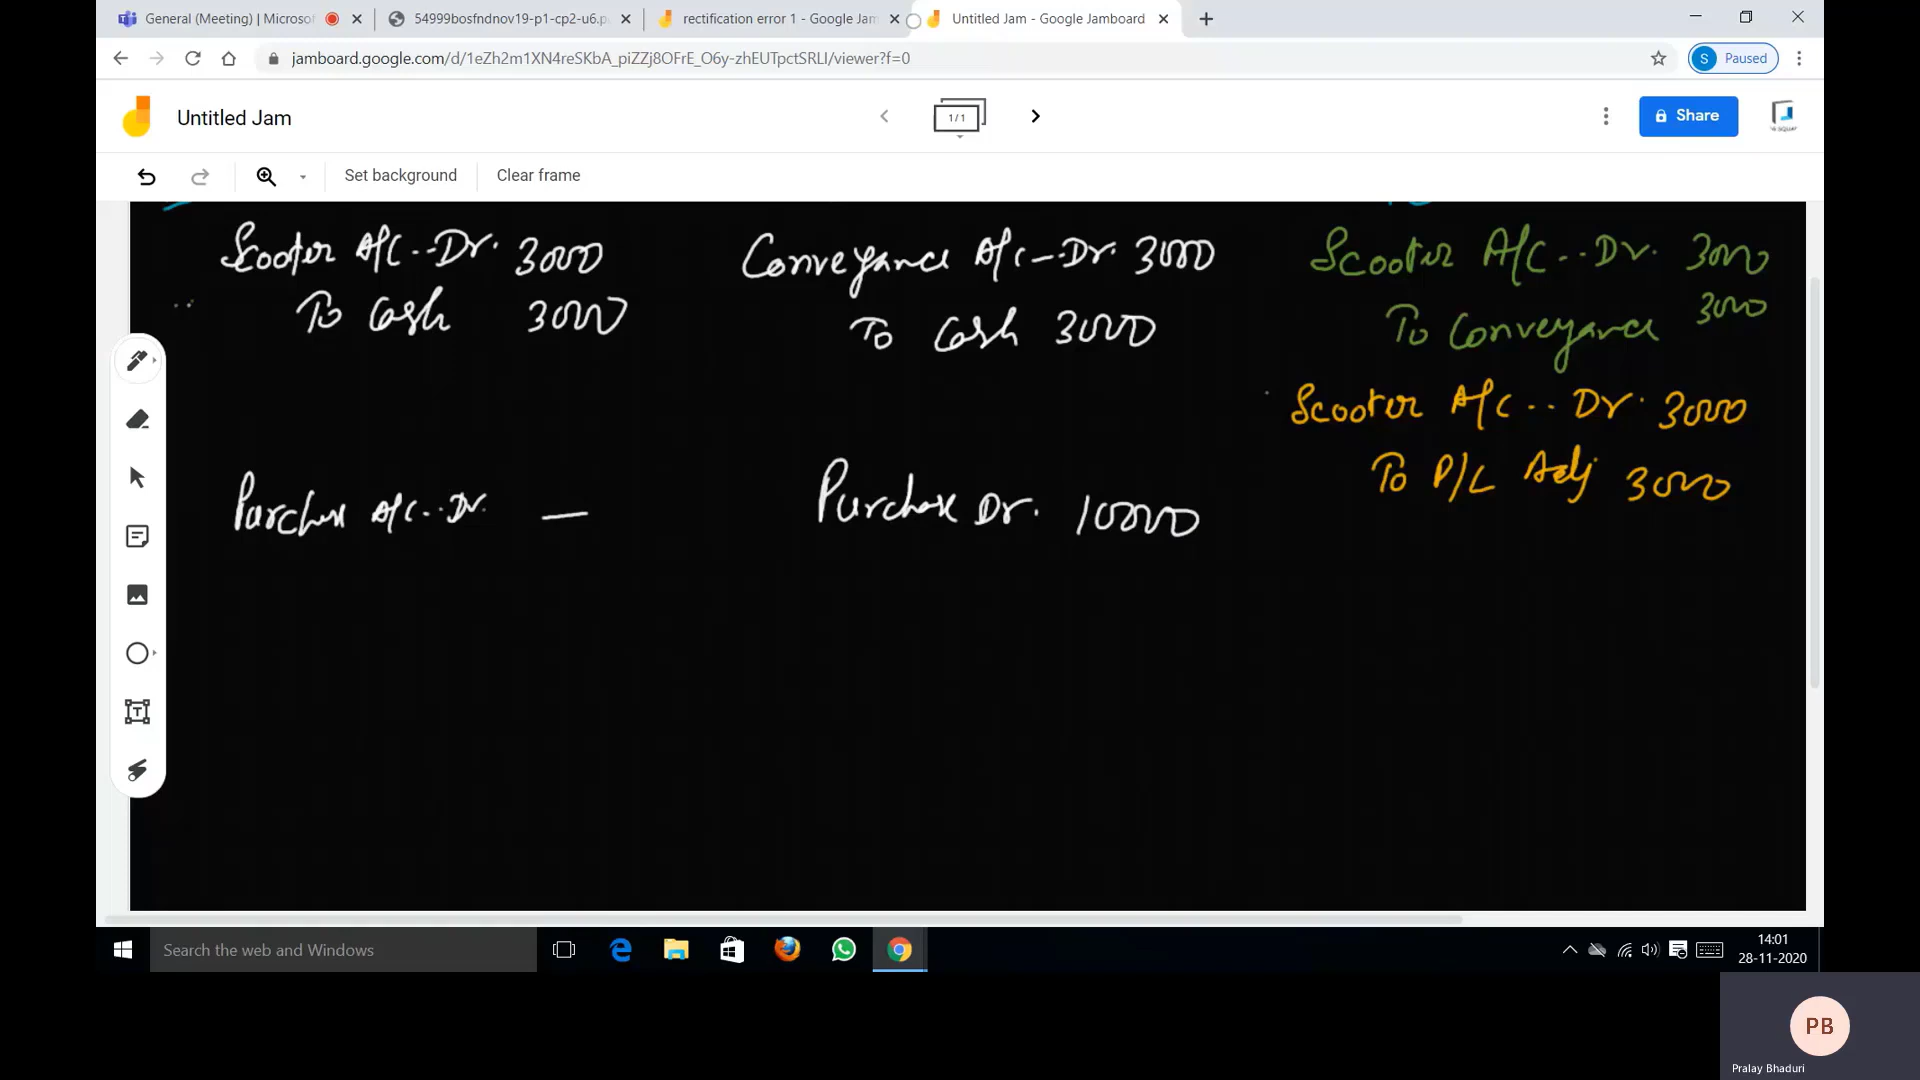 General (Meeting) | Microso
54999bosfndnov19-p1-cp2-u6.p
rectification error 1 - Google Jam
Untitled Jam - Google Jamboard
jamboard.google.com/d/1eZh2m1XN4reSKbA_piZZj8OFrE_O6y-zhEUTpctSRLI/viewer?f=0
S Paused
Untitled Jam
1/1
Share
Set background
Clear frame
Scooter A/C..Dr. 3000
To Cash 3000
Conveyance A/c-.Dr. 3000
To Cash 3000
Scooter A/C..Dr. 3000
To Conveyance 3000
Scooter A/C.. Dr. 3000
To P/L Adj 3000
Purchase A/C..Dr. —
Purchase Dr. 10000
Search the web and Windows
14:01
28-11-2020
PB
Pralay Bhaduri